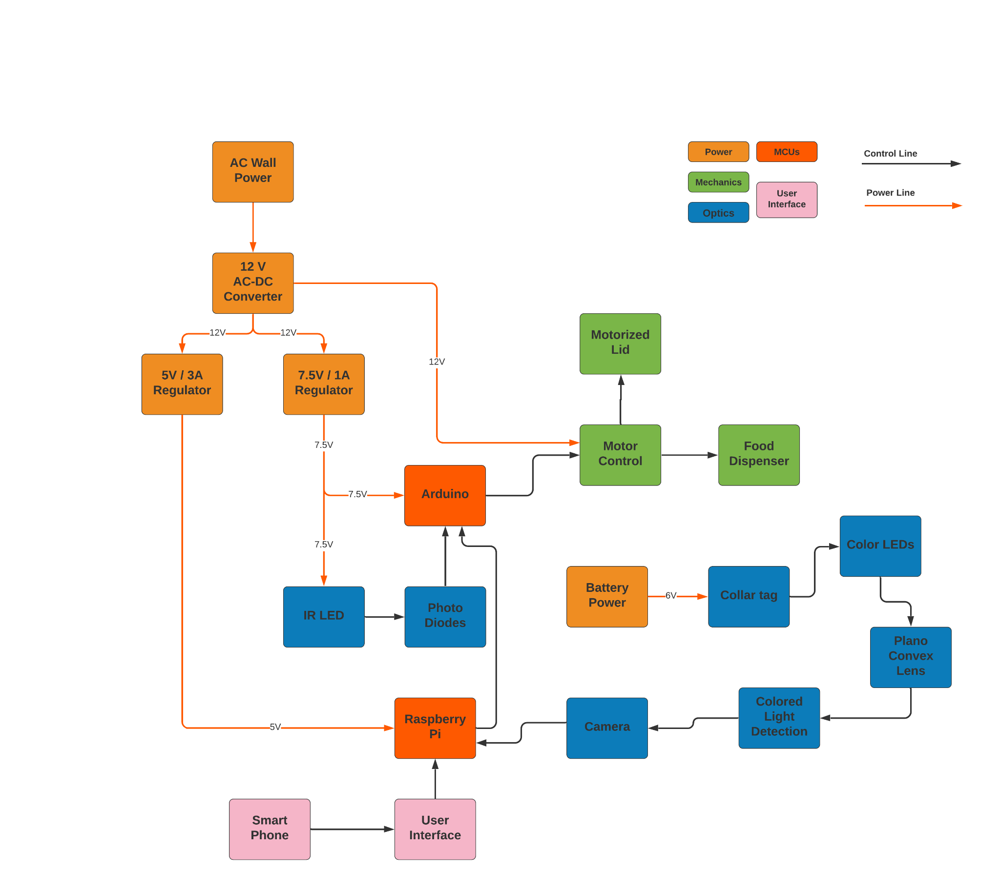 AC Wall
Power
Power
MCUs
Control Line
Mechanics
User
Interface
Power Line
Optics
12 V
AC-DC
Converter
12V
12V
12V
5V / 3A
Regulator
7.5V / 1A
Regulator
Motorized
Lid
7.5V
Motor
Control
Food
Dispenser
7.5V
Arduino
7.5V
Color LEDs
Battery
Power
6V
Collar tag
IR LED
Photo
Diodes
Plano
Convex
Lens
5V
Raspberry
Pi
Camera
Colored
Light
Detection
Smart
Phone
User
Interface